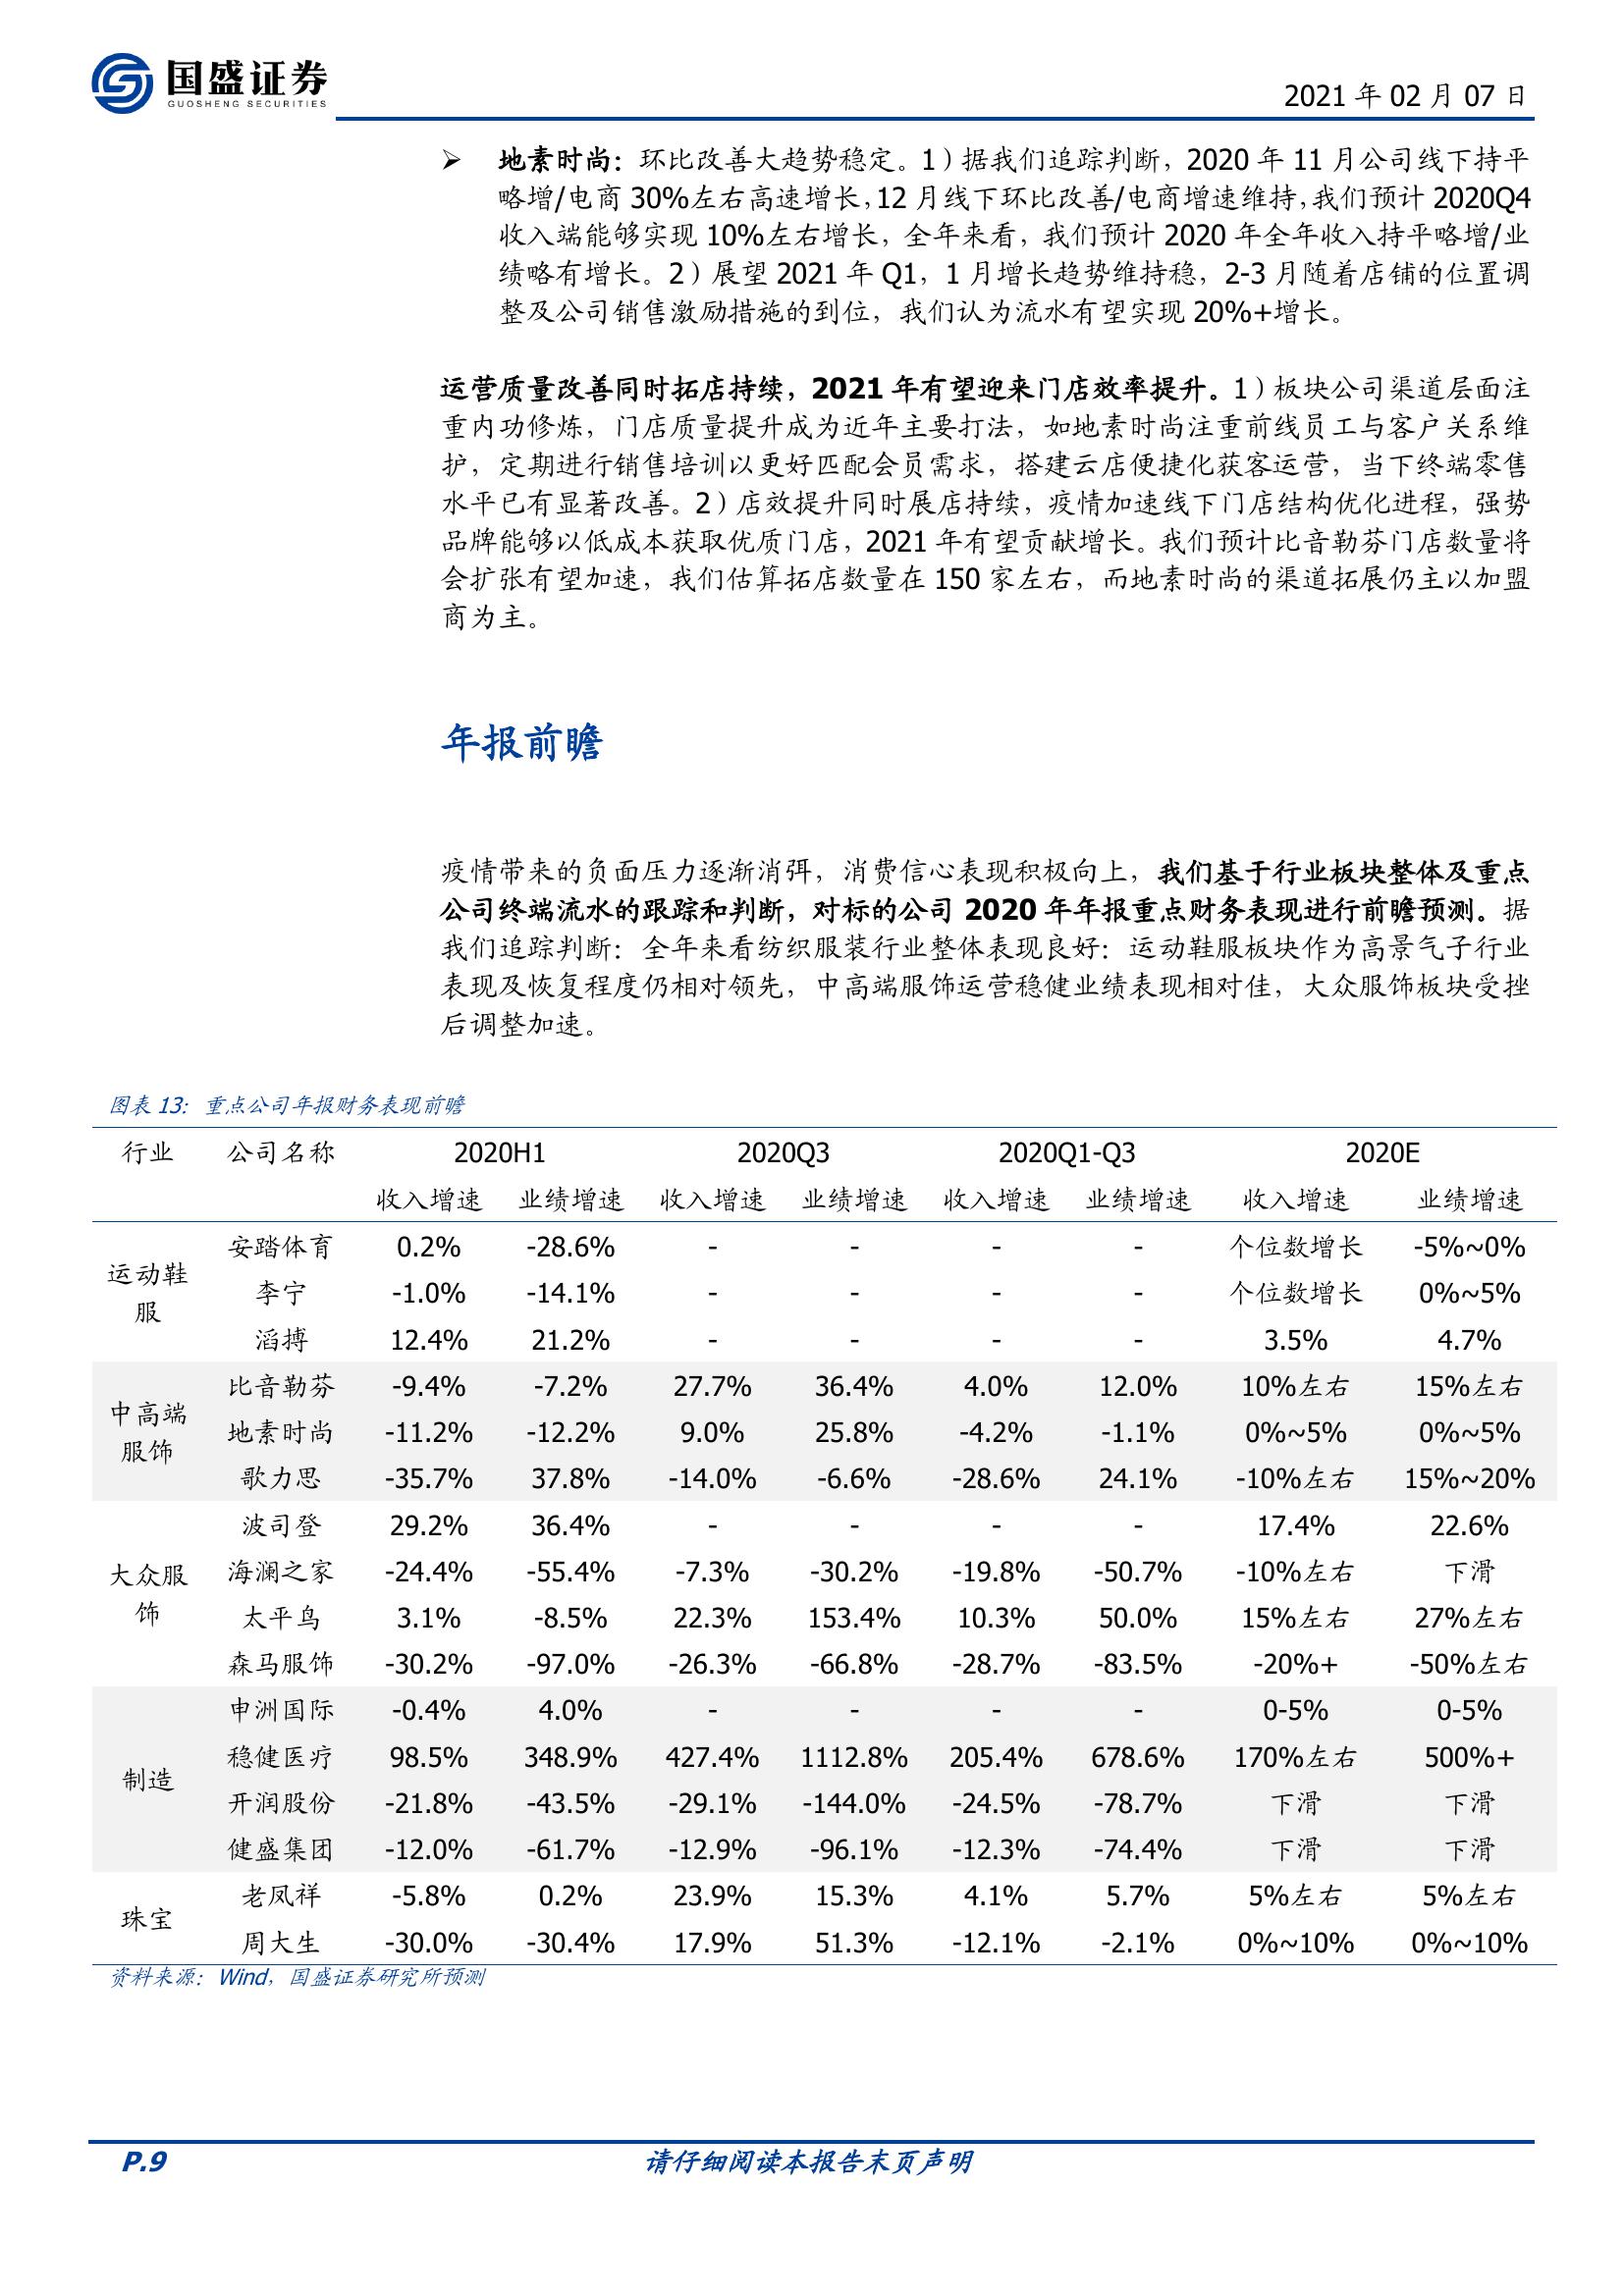 国盛证券
GUOSHENG SECURITIES
2021 年 02 月 07 日
➢ 地素时尚：环比改善大趋势稳定。1）据我们追踪判断，2020 年 11 月公司线下持平
略增/电商 30%左右高速增长，12 月线下环比改善/电商增速维持，我们预计 2020Q4
收入端能够实现 10%左右增长，全年来看，我们预计 2020 年全年收入持平略增/业
绩略有增长。2）展望 2021 年 Q1，1 月增长趋势维持稳，2-3 月随着店铺的位置调
整及公司销售激励措施的到位，我们认为流水有望实现 20%+增长。
运营质量改善同时拓店持续，2021 年有望迎来门店效率提升。1）板块公司渠道层面注
重内功修炼，门店质量提升成为近年主要打法，如地素时尚注重前线员工与客户关系维
护，定期进行销售培训以更好匹配会员需求，搭建云店便捷化获客运营，当下终端零售
水平已有显著改善。2）店效提升同时展店持续，疫情加速线下门店结构优化进程，强势
品牌能够以低成本获取优质门店，2021 年有望贡献增长。我们预计比音勒芬门店数量将
会扩张有望加速，我们估算拓店数量在 150 家左右，而地素时尚的渠道拓展仍主以加盟
商为主。
年报前瞻
疫情带来的负面压力逐渐消弭，消费信心表现积极向上，我们基于行业板块整体及重点
公司终端流水的跟踪和判断，对标的公司 2020 年年报重点财务表现进行前瞻预测。据
我们追踪判断：全年来看纺织服装行业整体表现良好：运动鞋服板块作为高景气子行业
表现及恢复程度仍相对领先，中高端服饰运营稳健业绩表现相对佳，大众服饰板块受挫
后调整加速。
图表 13：重点公司年报财务表现前瞻
行业 公司名称 2020H1 2020Q3 2020Q1-Q3 2020E
收入增速 业绩增速 收入增速 业绩增速 收入增速 业绩增速 收入增速 业绩增速
运动鞋
服
安踏体育 0.2% -28.6% - - - - 个位数增长 -5%~0%
李宁 -1.0% -14.1% - - - - 个位数增长 0%~5%
滔搏 12.4% 21.2% - - - - 3.5% 4.7%
中高端
服饰
比音勒芬 -9.4% -7.2% 27.7% 36.4% 4.0% 12.0% 10%左右 15%左右
地素时尚 -11.2% -12.2% 9.0% 25.8% -4.2% -1.1% 0%~5% 0%~5%
歌力思 -35.7% 37.8% -14.0% -6.6% -28.6% 24.1% -10%左右 15%~20%
大众服
饰
波司登 29.2% 36.4% - - - - 17.4% 22.6%
海澜之家 -24.4% -55.4% -7.3% -30.2% -19.8% -50.7% -10%左右 下滑
太平鸟 3.1% -8.5% 22.3% 153.4% 10.3% 50.0% 15%左右 27%左右
森马服饰 -30.2% -97.0% -26.3% -66.8% -28.7% -83.5% -20%+ -50%左右
制造
申洲国际 -0.4% 4.0% - - - - 0-5% 0-5%
稳健医疗 98.5% 348.9% 427.4% 1112.8% 205.4% 678.6% 170%左右 500%+
开润股份 -21.8% -43.5% -29.1% -144.0% -24.5% -78.7% 下滑 下滑
健盛集团 -12.0% -61.7% -12.9% -96.1% -12.3% -74.4% 下滑 下滑
珠宝
老凤祥 -5.8% 0.2% 23.9% 15.3% 4.1% 5.7% 5%左右 5%左右
周大生 -30.0% -30.4% 17.9% 51.3% -12.1% -2.1% 0%~10% 0%~10%
资料来源：Wind，国盛证券研究所预测
P.9 请仔细阅读本报告末页声明